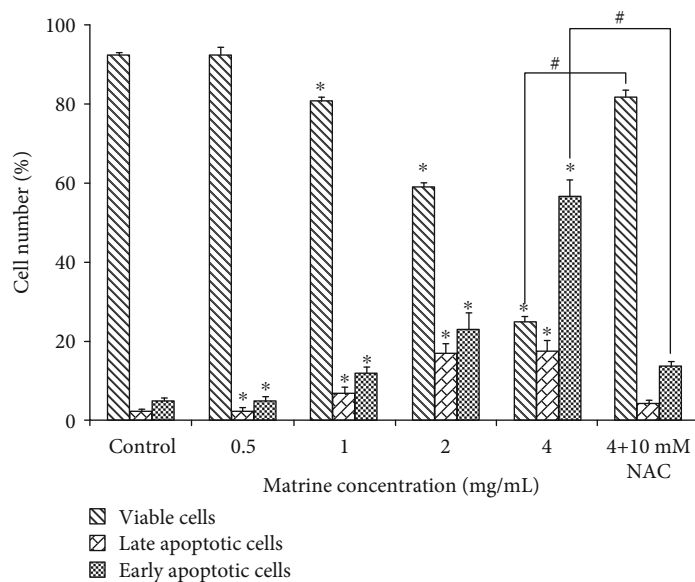 100
80
60
40
20
0
Cell number (%)
*
*
*
*
*
*
*
*
*
*
*
#
#
Control
0.5
1
2
4
4+10 mM
NAC
Matrine concentration (mg/mL)
Viable cells
Late apoptotic cells
Early apoptotic cells